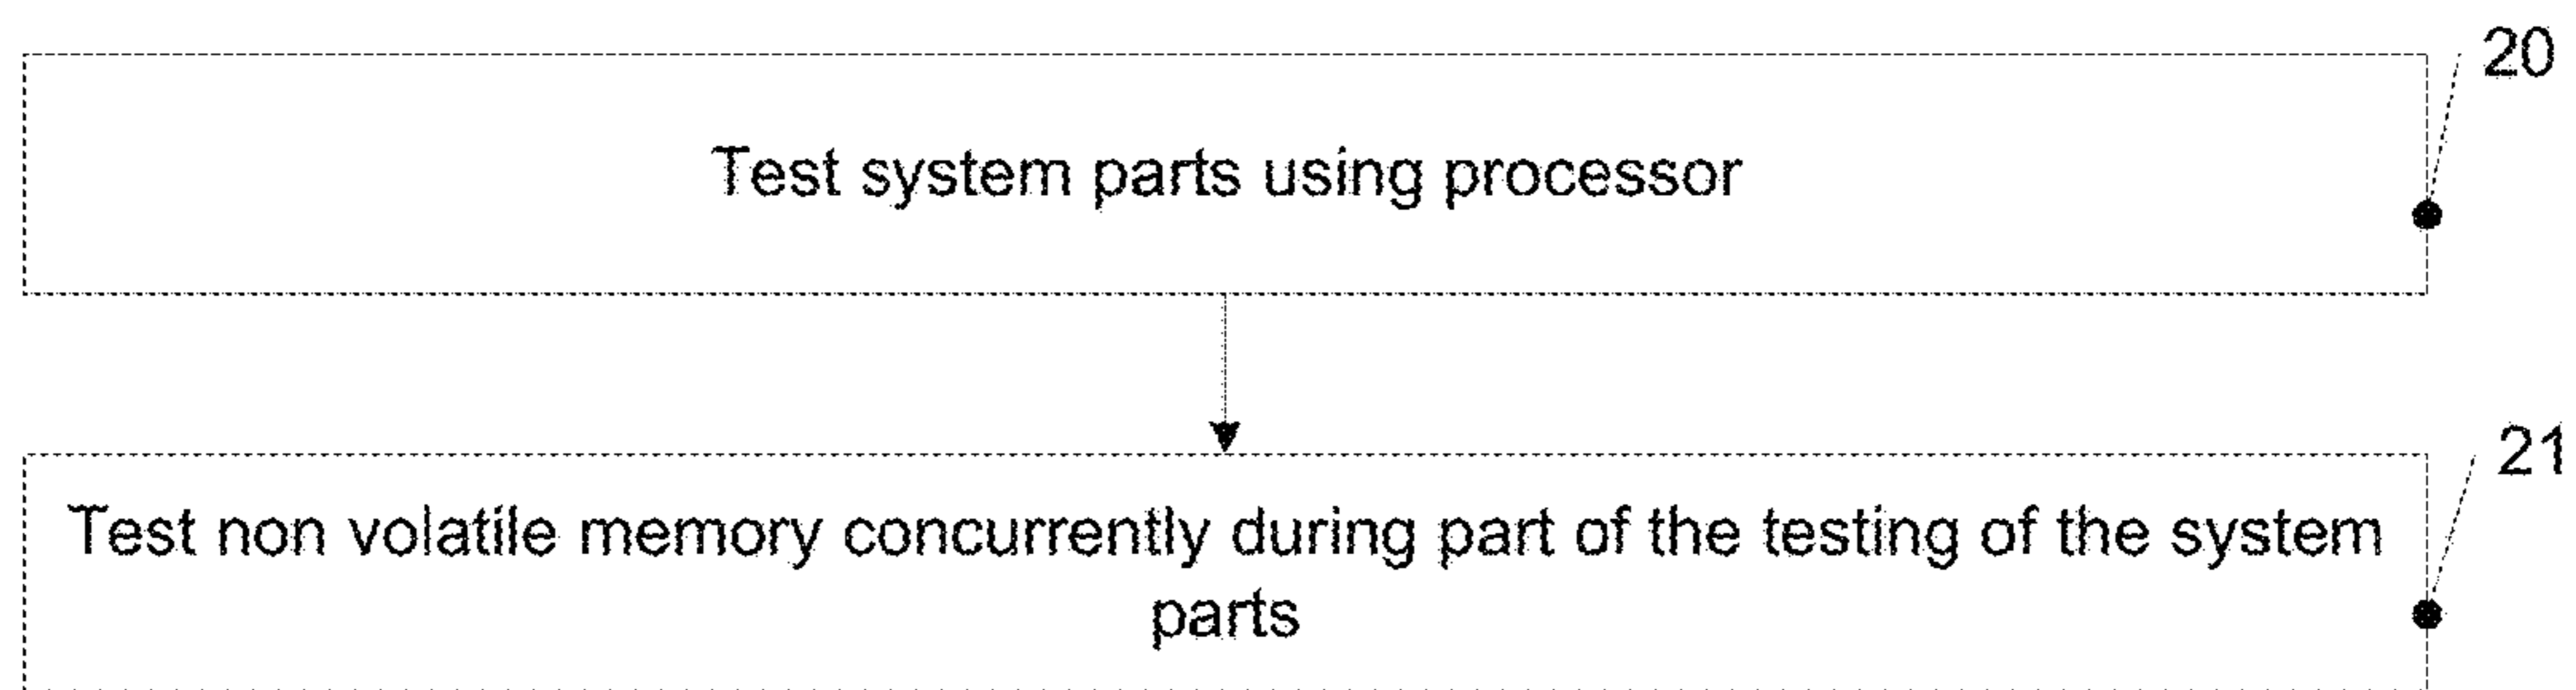 20
Test system parts using processor
21
Test non volatile memory concurrently during part of the testing of the system
parts